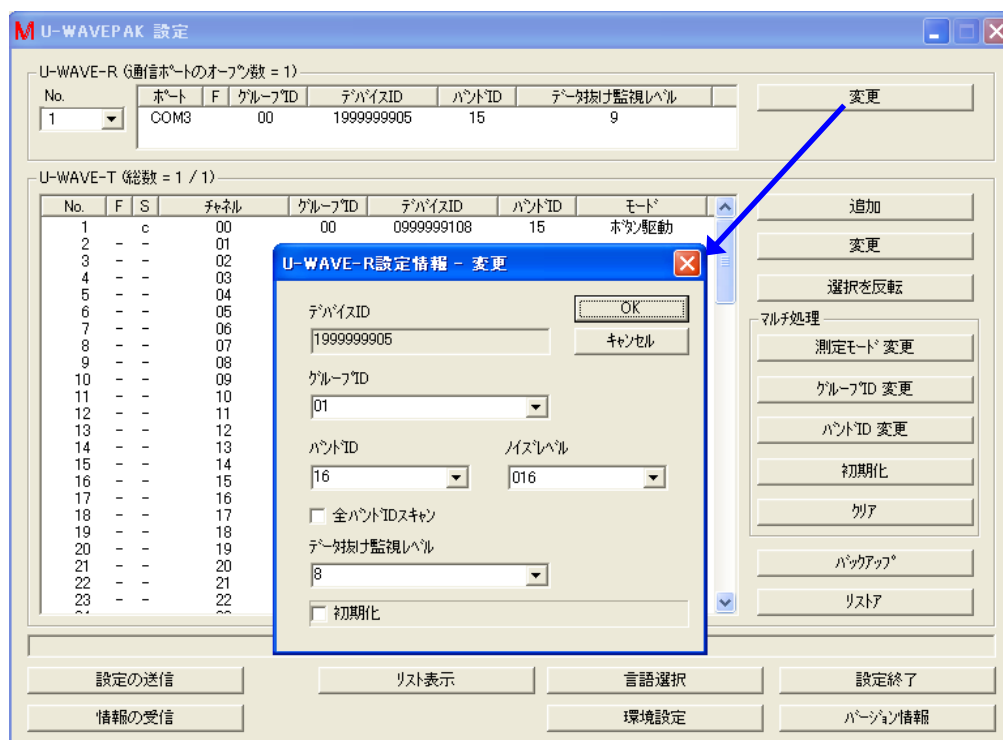 U-WAVEPAK 設定
U-WAVE-R (通信ﾎﾟｰﾄのｵｰﾌﾟﾝ数 = 1)
No. ﾎﾟｰﾄ F ｸﾞﾙｰﾌﾟID ﾃﾞﾊﾞｲｽID ﾊﾞﾝﾄﾞID ﾃﾞｰﾀ抜け監視ﾚﾍﾞﾙ 変更
1 COM3 00 1999999905 15 9
U-WAVE-T (総数 = 1 / 1)
No. F S ﾁｬﾈﾙ ｸﾞﾙｰﾌﾟID ﾃﾞﾊﾞｲｽID ﾊﾞﾝﾄﾞID ﾓｰﾄﾞ
1 c 00 00 0999999108 15 ﾎﾞﾀﾝ駆動
2 - - 01
3 - - 02
4 - - 03
5 - - 04
6 - - 05
7 - - 06
8 - - 07
9 - - 08
10 - - 09
11 - - 10
12 - - 11
13 - - 12
14 - - 13
15 - - 14
16 - - 15
17 - - 16
18 - - 17
19 - - 18
20 - - 19
21 - - 20
22 - - 21
23 - - 22
U-WAVE-R設定情報 - 変更
ﾃﾞﾊﾞｲｽID
1999999905
OK
ｷｬﾝｾﾙ
ｸﾞﾙｰﾌﾟID
01
ﾊﾞﾝﾄﾞID ﾉｲｽﾞﾚﾍﾞﾙ
16 016
全ﾊﾞﾝﾄﾞIDｽｷｬﾝ
ﾃﾞｰﾀ抜け監視ﾚﾍﾞﾙ
8
初期化
追加
変更
選択を反転
ﾏﾙﾁ処理
測定ﾓｰﾄﾞ 変更
ｸﾞﾙｰﾌﾟID 変更
ﾊﾞﾝﾄﾞID 変更
初期化
ｸﾘｱ
ﾊﾞｯｸｱｯﾌﾟ
ﾘｽﾄｱ
設定の送信 ﾘｽﾄ表示 言語選択 設定終了
情報の受信 環境設定 ﾊﾞｰｼﾞｮﾝ情報